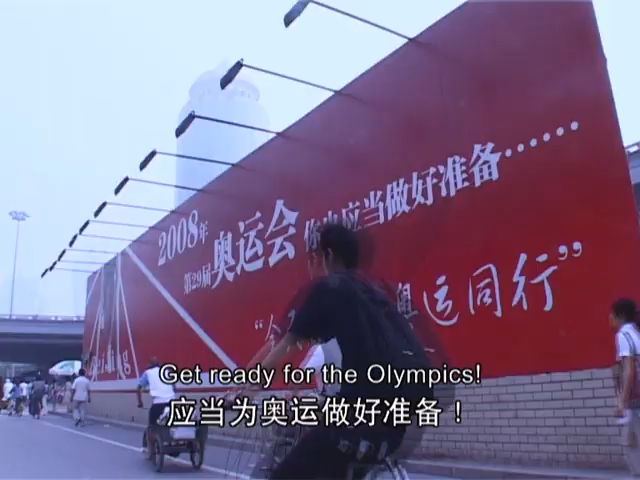 2008年
第29届奥运会 你也应当做好准备……
奥运同行”
Get ready for the Olympics!
应当为奥运做好准备！